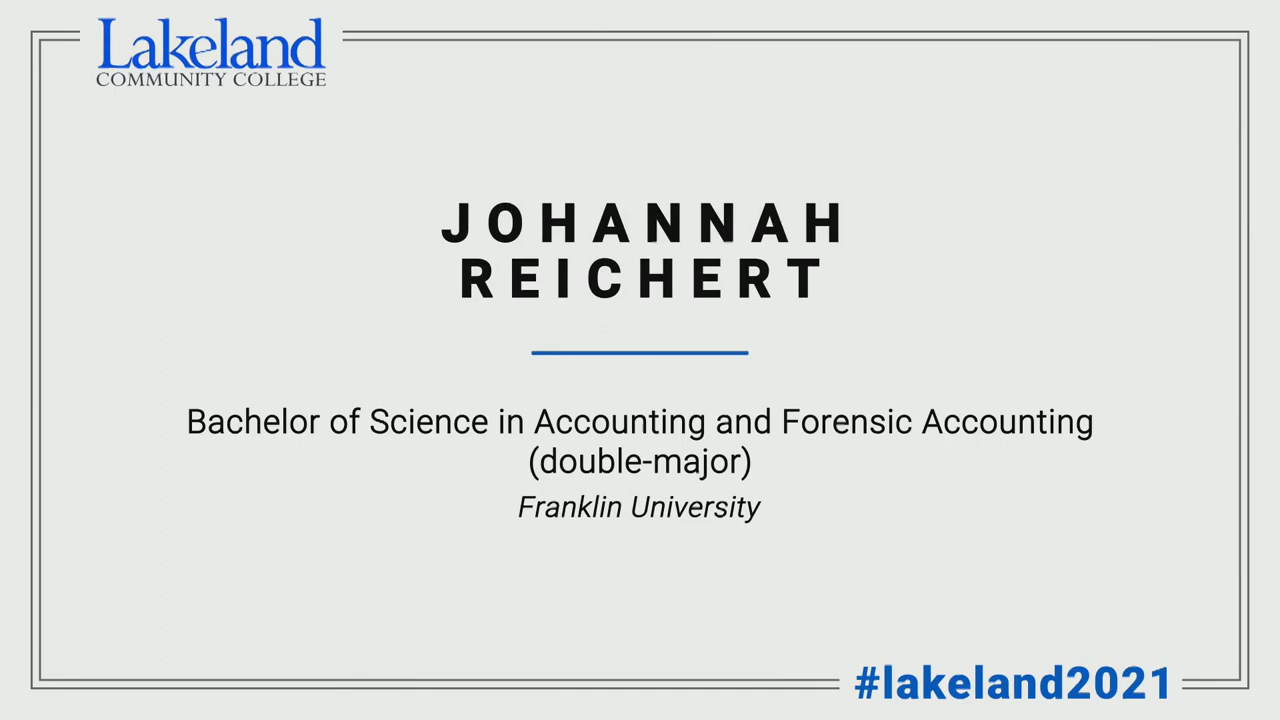 Lakeland
COMMUNITY COLLEGE
JOHANNAH
REICHERT
Bachelor of Science in Accounting and Forensic Accounting
(double-major)
Franklin University
#lakeland2021